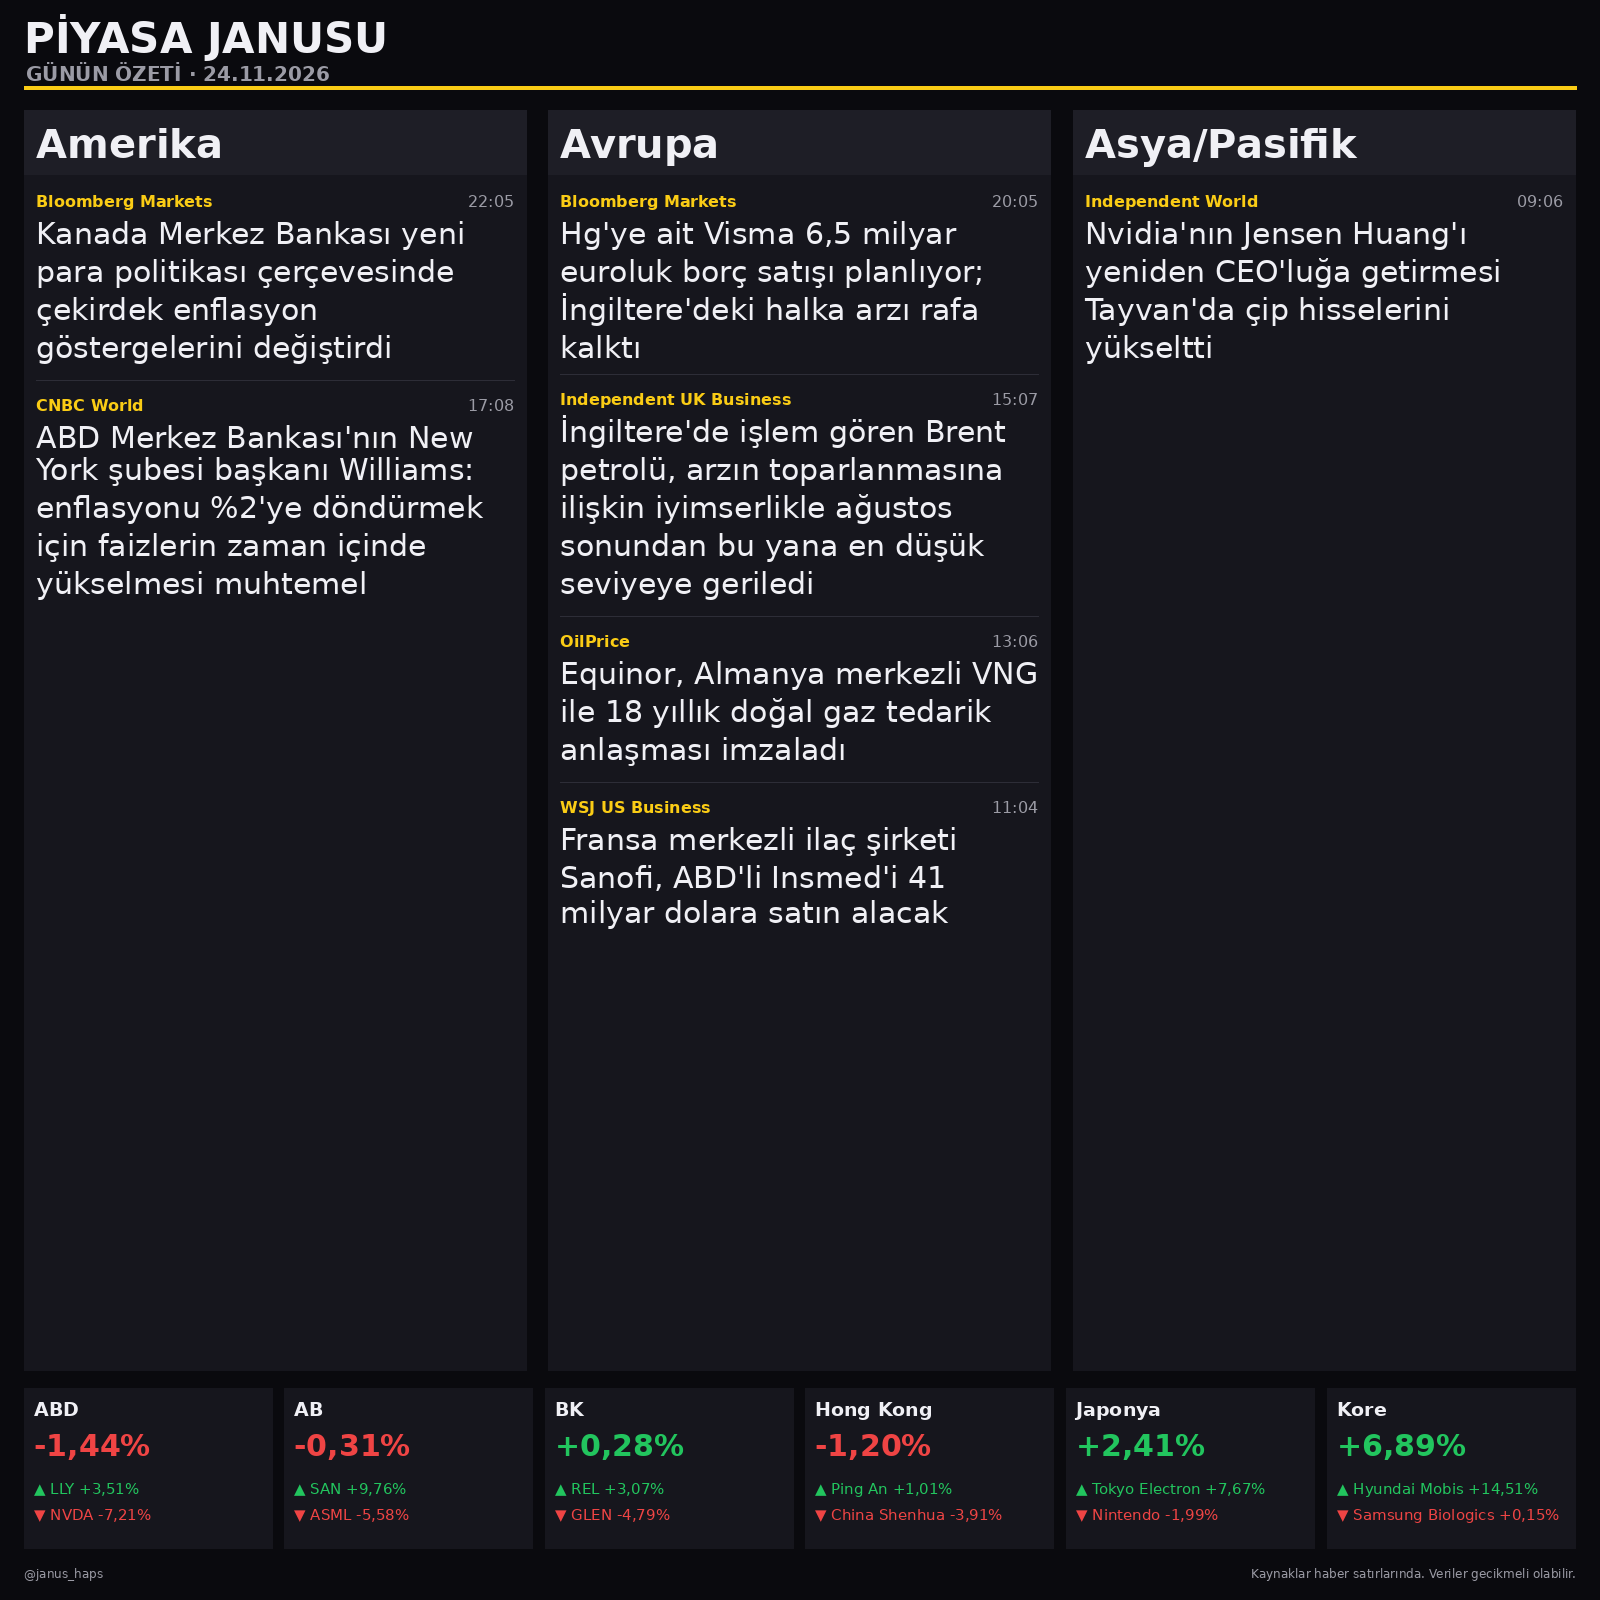 PİYASA JANUSU
GÜNÜN ÖZETİ · 24.11.2026
Amerika
Bloomberg Markets 22:05
Kanada Merkez Bankası yeni
para politikası çerçevesinde
çekirdek enflasyon
göstergelerini değiştirdi
CNBC World 17:08
ABD Merkez Bankası'nın New
York şubesi başkanı Williams:
enflasyonu %2'ye döndürmek
için faizlerin zaman içinde
yükselmesi muhtemel
Avrupa
Bloomberg Markets 20:05
Hg'ye ait Visma 6,5 milyar
euroluk borç satışı planlıyor;
İngiltere'deki halka arzı rafa
kalktı
Independent UK Business 15:07
İngiltere'de işlem gören Brent
petrolü, arzın toparlanmasına
ilişkin iyimserlikle ağustos
sonundan bu yana en düşük
seviyeye geriledi
OilPrice 13:06
Equinor, Almanya merkezli VNG
ile 18 yıllık doğal gaz tedarik
anlaşması imzaladı
WSJ US Business 11:04
Fransa merkezli ilaç şirketi
Sanofi, ABD'li Insmed'i 41
milyar dolara satın alacak
Asya/Pasifik
Independent World 09:06
Nvidia'nın Jensen Huang'ı
yeniden CEO'luğa getirmesi
Tayvan'da çip hisselerini
yükseltti
ABD
-1,44%
▲ LLY +3,51%
▼ NVDA -7,21%
AB
-0,31%
▲ SAN +9,76%
▼ ASML -5,58%
BK
+0,28%
▲ REL +3,07%
▼ GLEN -4,79%
Hong Kong
-1,20%
▲ Ping An +1,01%
▼ China Shenhua -3,91%
Japonya
+2,41%
▲ Tokyo Electron +7,67%
▼ Nintendo -1,99%
Kore
+6,89%
▲ Hyundai Mobis +14,51%
▼ Samsung Biologics +0,15%
@janus_haps
Kaynaklar haber satırlarında. Veriler gecikmeli olabilir.